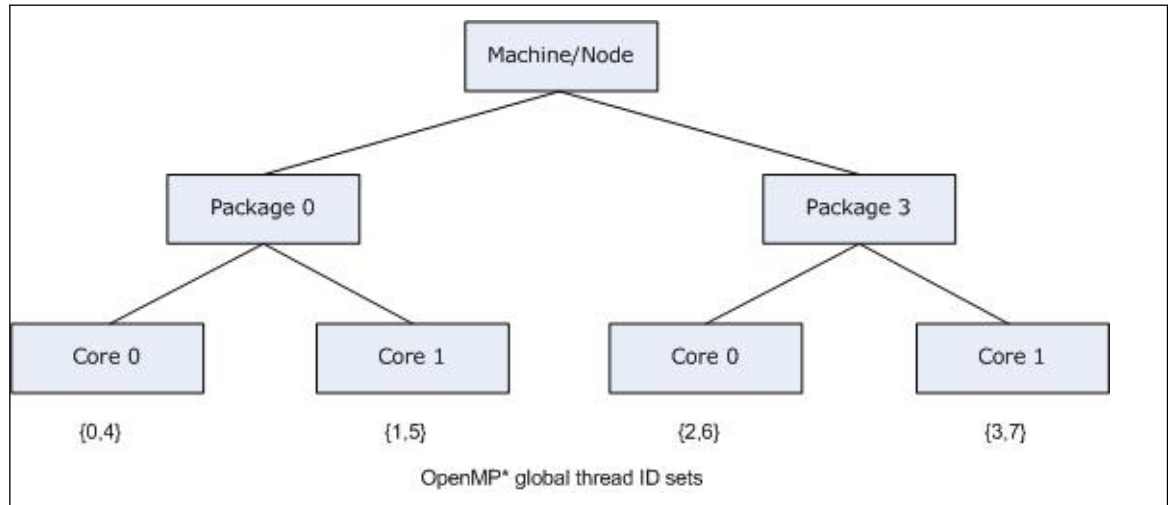 Machine/Node
Package 0
Package 3
Core 0
Core 1
Core 0
Core 1
{0,4}
{1,5}
{2,6}
{3,7}
OpenMP* global thread ID sets